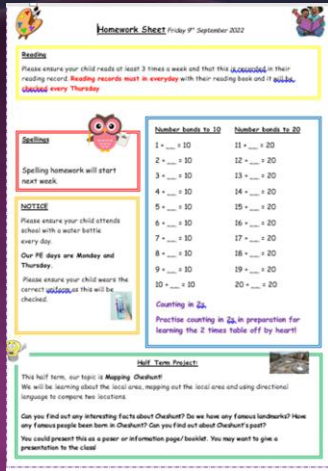 Homework Sheet Friday 9th September 2022
Reading
Please ensure your child reads at least 3 times a week and that this is recorded in their
reading record. Reading records must in everyday with their reading book and it will be
checked every Thursday
Spellings
Spelling homework will start
next week.
NOTICE
Please ensure your child attends
school with a water bottle
every day.
Our PE days are Monday and
Thursday.
Please ensure your child wears the
correct uniform as this will be
checked.
Number bonds to 10 Number bonds to 20
1 + __ = 10 11 + __ = 20
2 + __ = 10 12 + __ = 20
3 + __ = 10 13 + __ = 20
4 + __ = 10 14 + __ = 20
5 + __ = 10 15 + __ = 20
6 + __ = 10 16 + __ = 20
7 + __ = 10 17 + __ = 20
8 + __ = 10 18 + __ = 20
9 + __ = 10 19 + __ = 20
10 + __ = 10 20 + __ = 20
Counting in 2s.
Practise counting in 2s in preparation for
learning the 2 times table off by heart!
Half Term Project:
This half term, our topic is Mapping Cheshunt!
We will be learning about the local area, mapping out the local area and using directional
language to compare two locations.
Can you find out any interesting facts about Cheshunt? Do we have any famous landmarks? Have
any famous people been born in Cheshunt? Can you find out about Cheshunt's past?
You could present this as a poser or information page/ booklet. You may want to give a
presentation to the class!